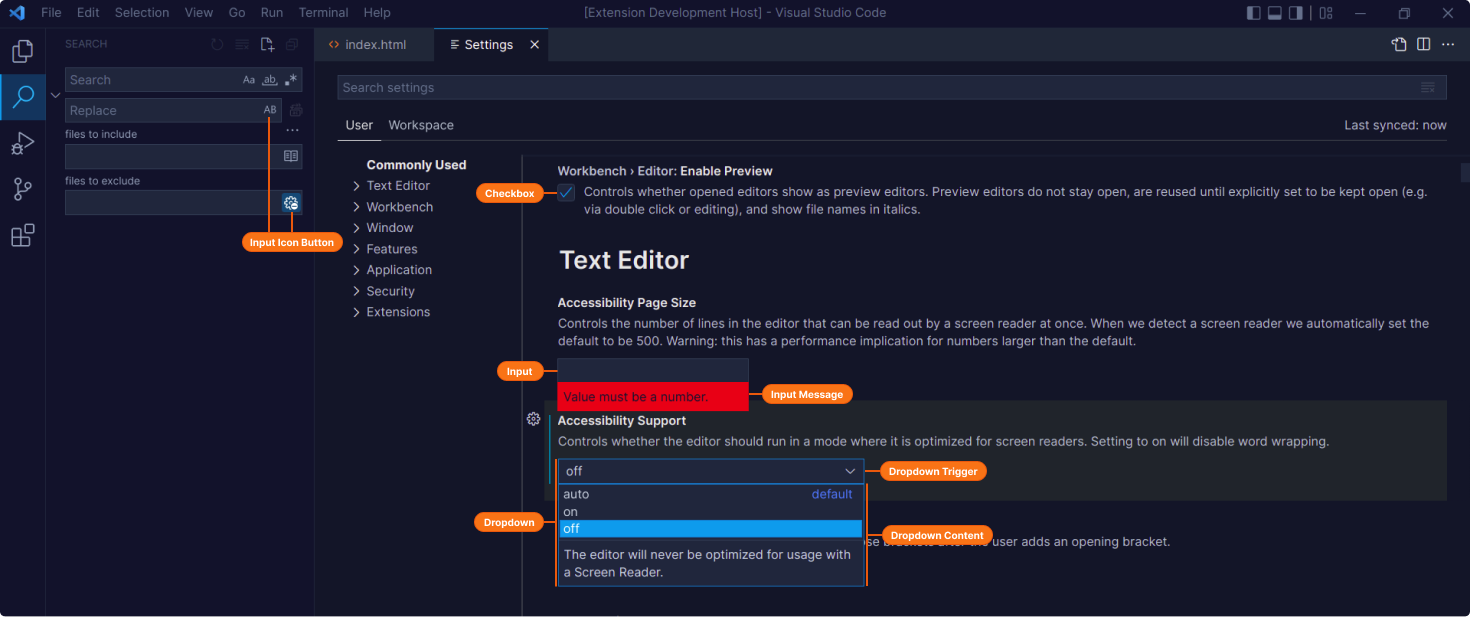 File Edit Selection View Go Run Terminal Help
[Extension Development Host] - Visual Studio Code
SEARCH
Search
Aa ab .*
Replace
AB
files to include
files to exclude
Input Icon Button
index.html
Settings
Search settings
User Workspace
Last synced: now
Commonly Used
Text Editor
Workbench
Window
Features
Application
Security
Extensions
Workbench › Editor: Enable Preview
Checkbox
Controls whether opened editors show as preview editors. Preview editors do not stay open, are reused until explicitly set to be kept open (e.g.
via double click or editing), and show file names in italics.
Text Editor
Accessibility Page Size
Controls the number of lines in the editor that can be read out by a screen reader at once. When we detect a screen reader we automatically set the
default to be 500. Warning: this has a performance implication for numbers larger than the default.
Input
Value must be a number.
Input Message
Accessibility Support
Controls whether the editor should run in a mode where it is optimized for screen readers. Setting to on will disable word wrapping.
off
Dropdown Trigger
auto default
on
Dropdown
off
Dropdown Content
user adds an opening bracket.
The editor will never be optimized for usage with
a Screen Reader.